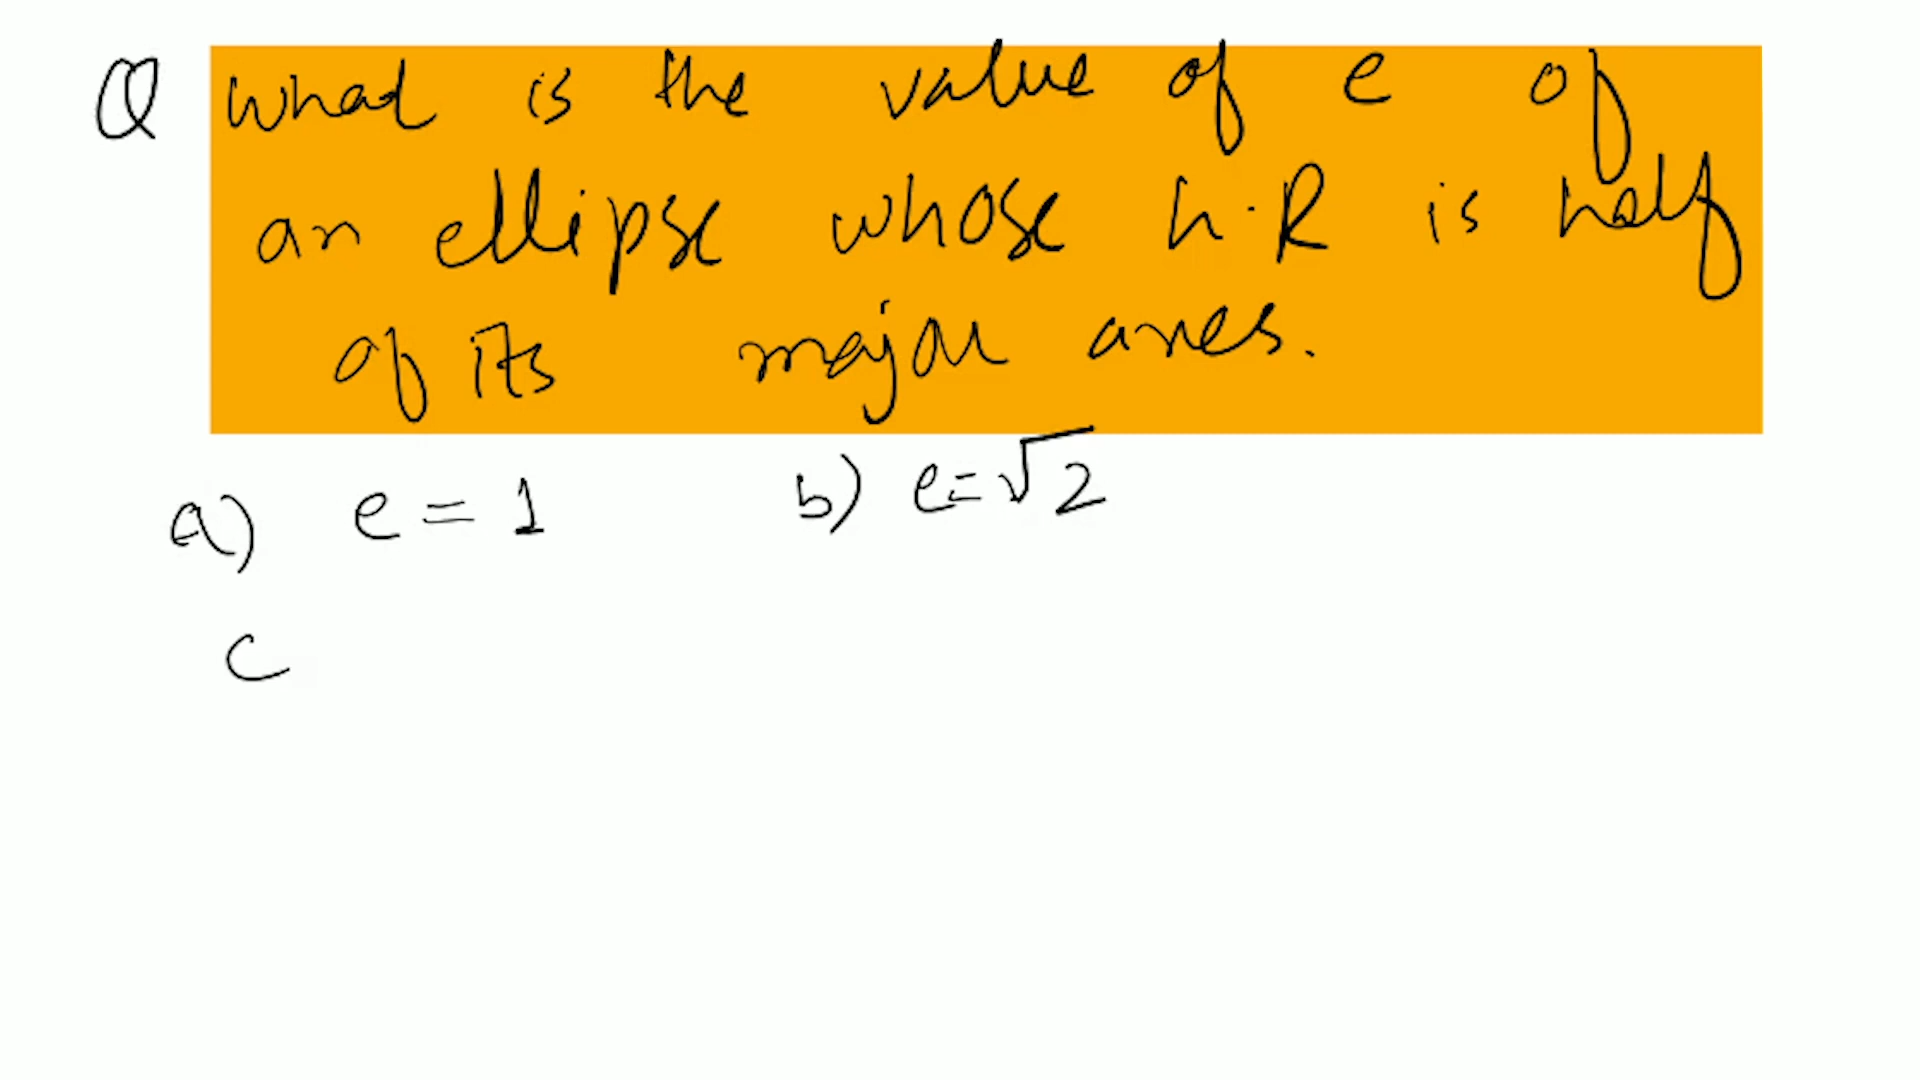 Q What is the value of e of
an ellipse whose L.R is half
of its major axes.
a) e = 1 b) e=√2
c